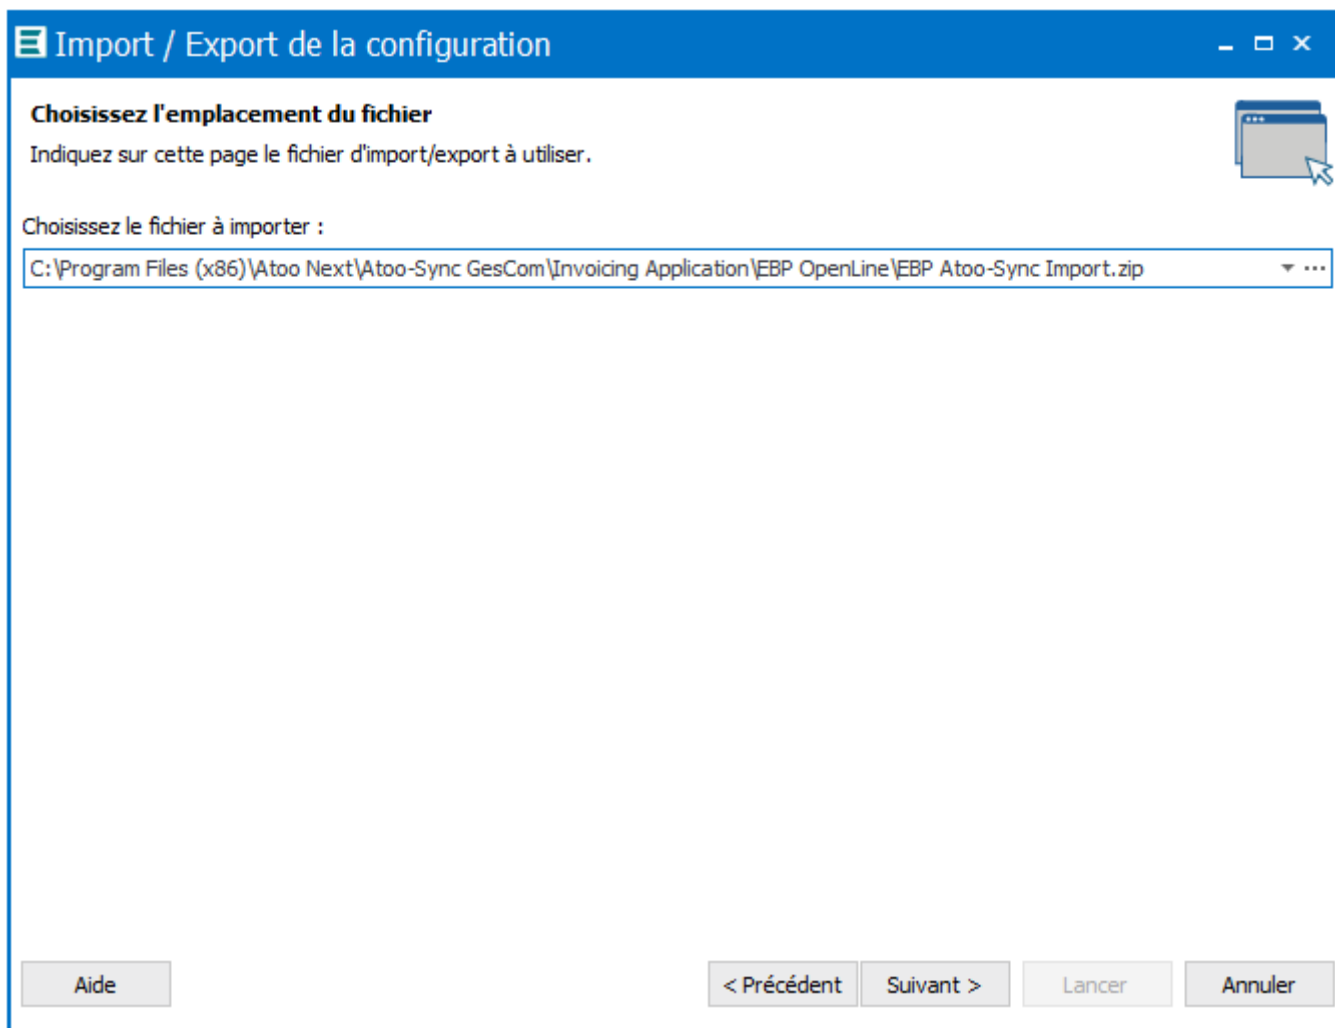 Import / Export de la configuration
Choisissez l'emplacement du fichier
Indiquez sur cette page le fichier d'import/export à utiliser.
Choisissez le fichier à importer :
C:\Program Files (x86)\Atoo Next\Atoo-Sync GesCom\Invoicing Application\EBP OpenLine\EBP Atoo-Sync Import.zip
Aide < Précédent Suivant > Lancer Annuler